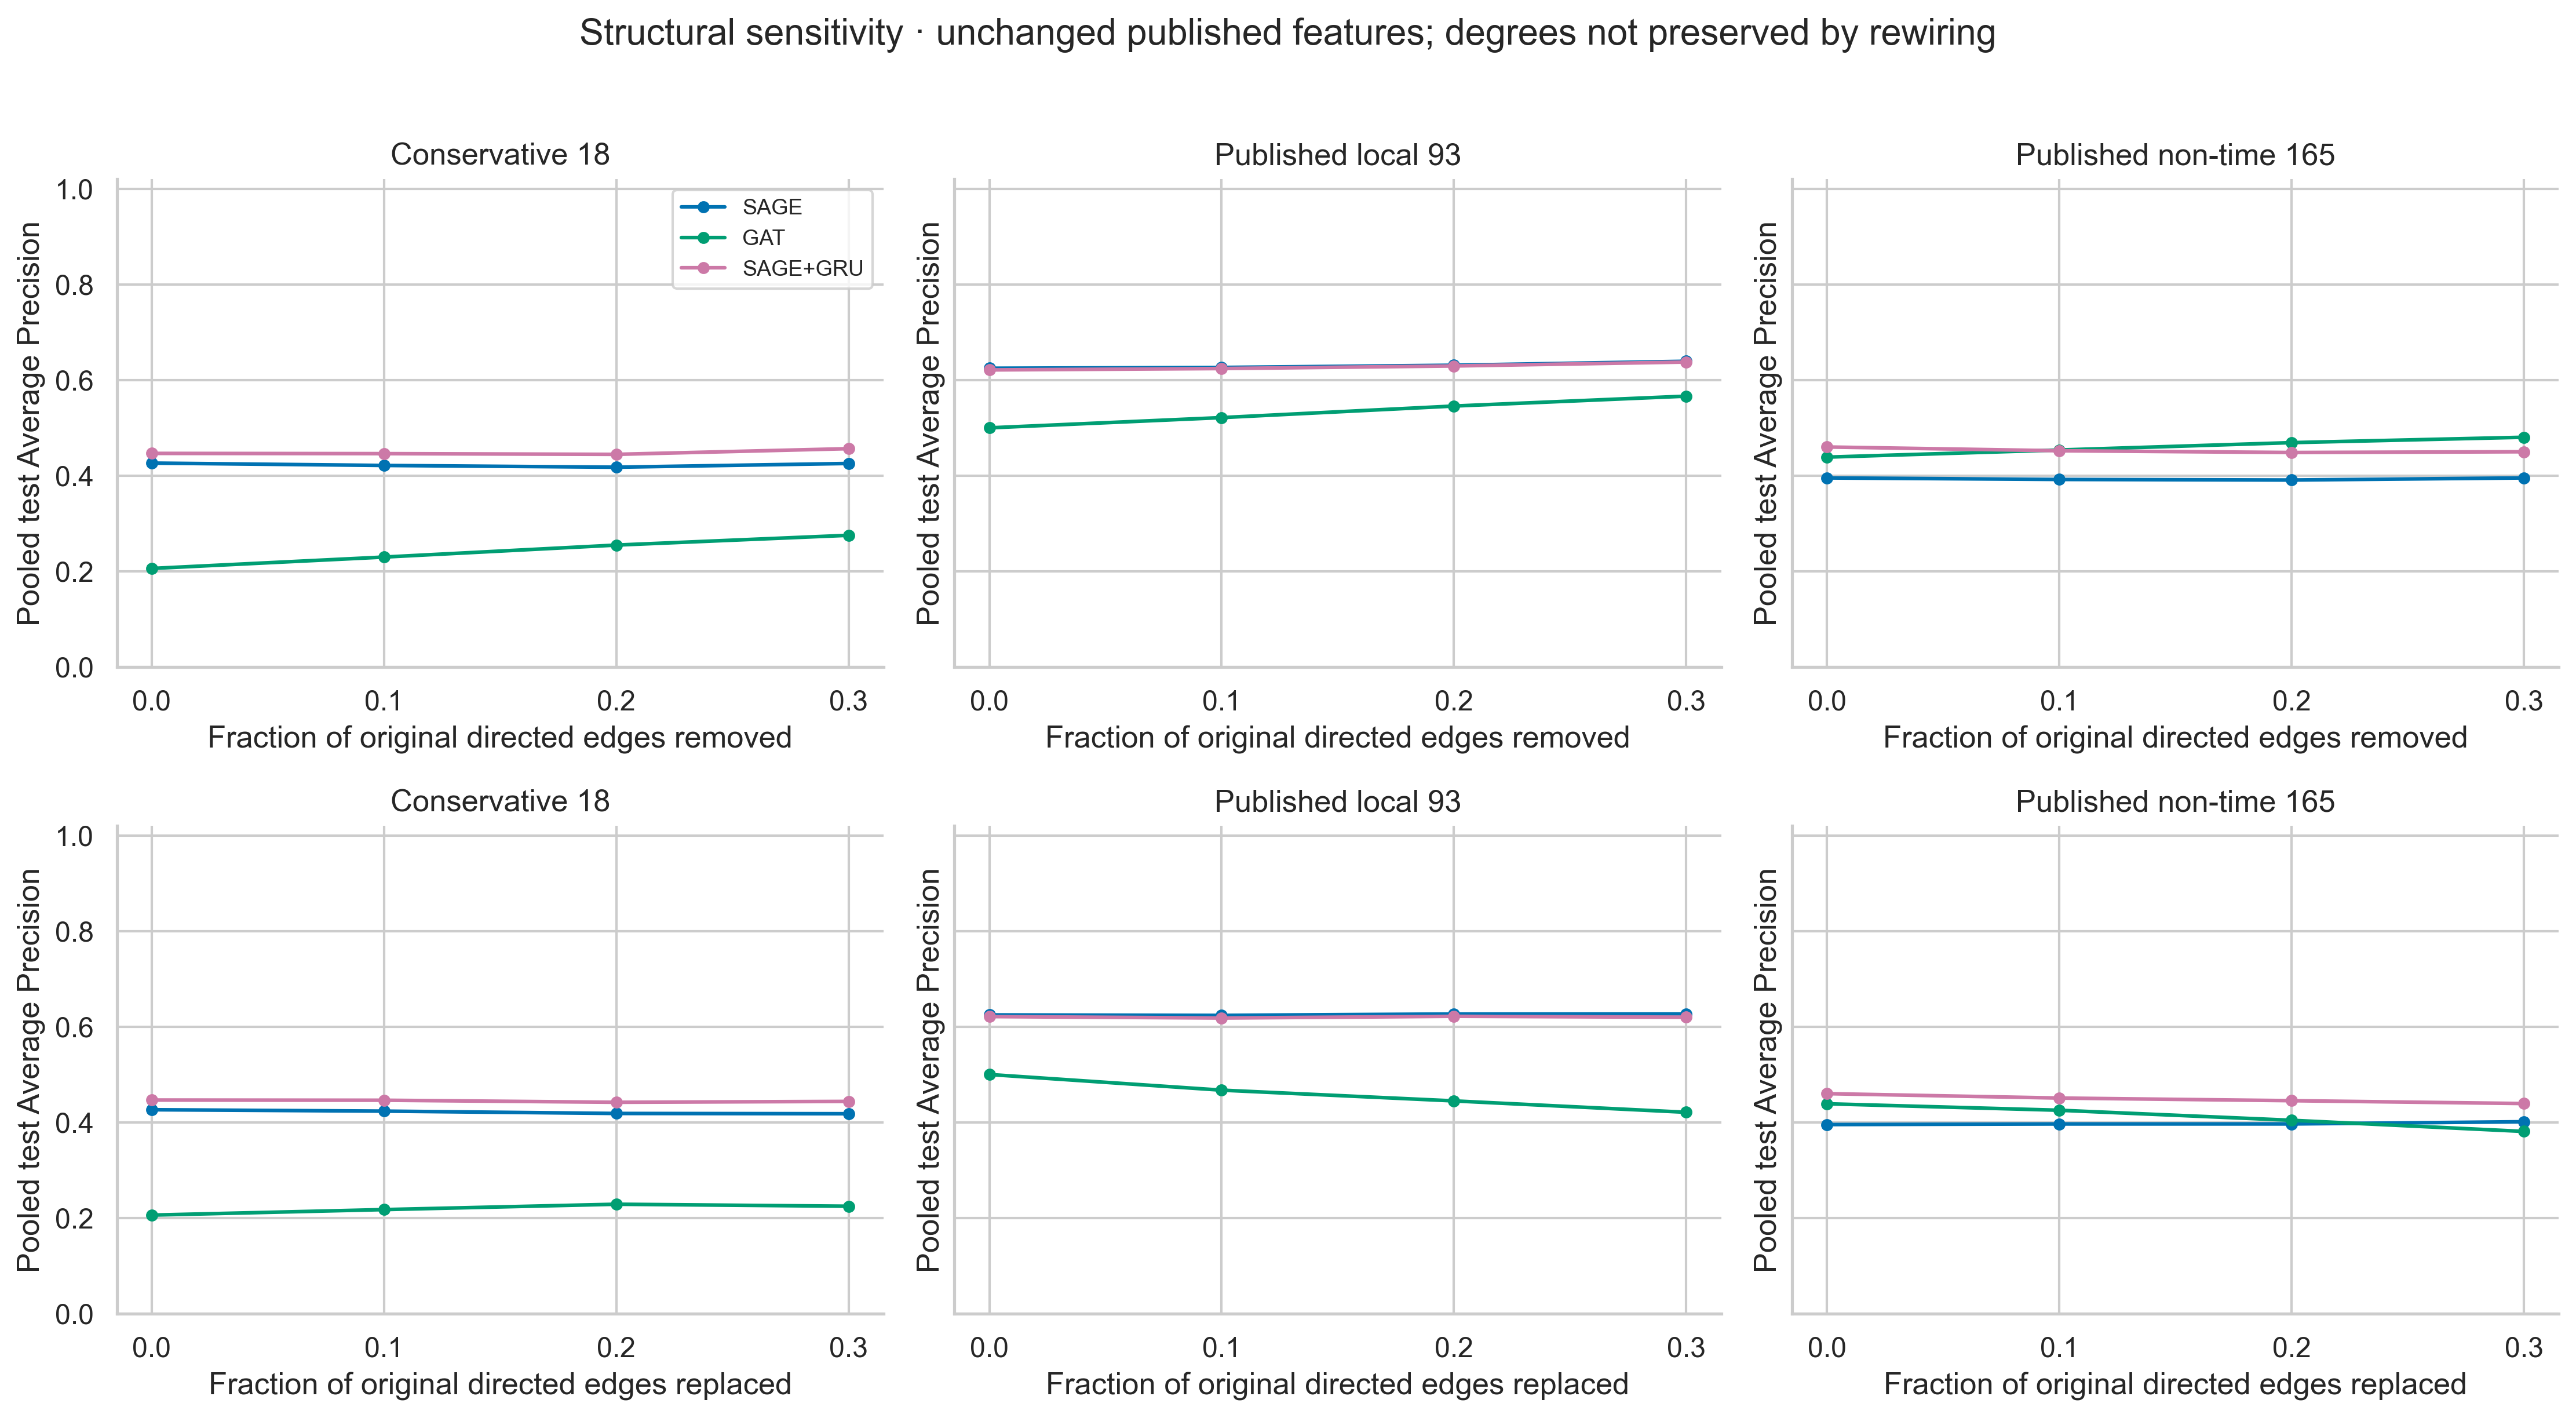 Structural sensitivity · unchanged published features; degrees not preserved by rewiring
Conservative 18
Pooled test Average Precision
1.0
0.8
0.6
0.4
0.2
0.0
SAGE
GAT
SAGE+GRU
0.0 0.1 0.2 0.3
Fraction of original directed edges removed
Published local 93
Pooled test Average Precision
0.0 0.1 0.2 0.3
Fraction of original directed edges removed
Published non-time 165
Pooled test Average Precision
0.0 0.1 0.2 0.3
Fraction of original directed edges removed
Conservative 18
Pooled test Average Precision
1.0
0.8
0.6
0.4
0.2
0.0
0.0 0.1 0.2 0.3
Fraction of original directed edges replaced
Published local 93
Pooled test Average Precision
0.0 0.1 0.2 0.3
Fraction of original directed edges replaced
Published non-time 165
Pooled test Average Precision
0.0 0.1 0.2 0.3
Fraction of original directed edges replaced